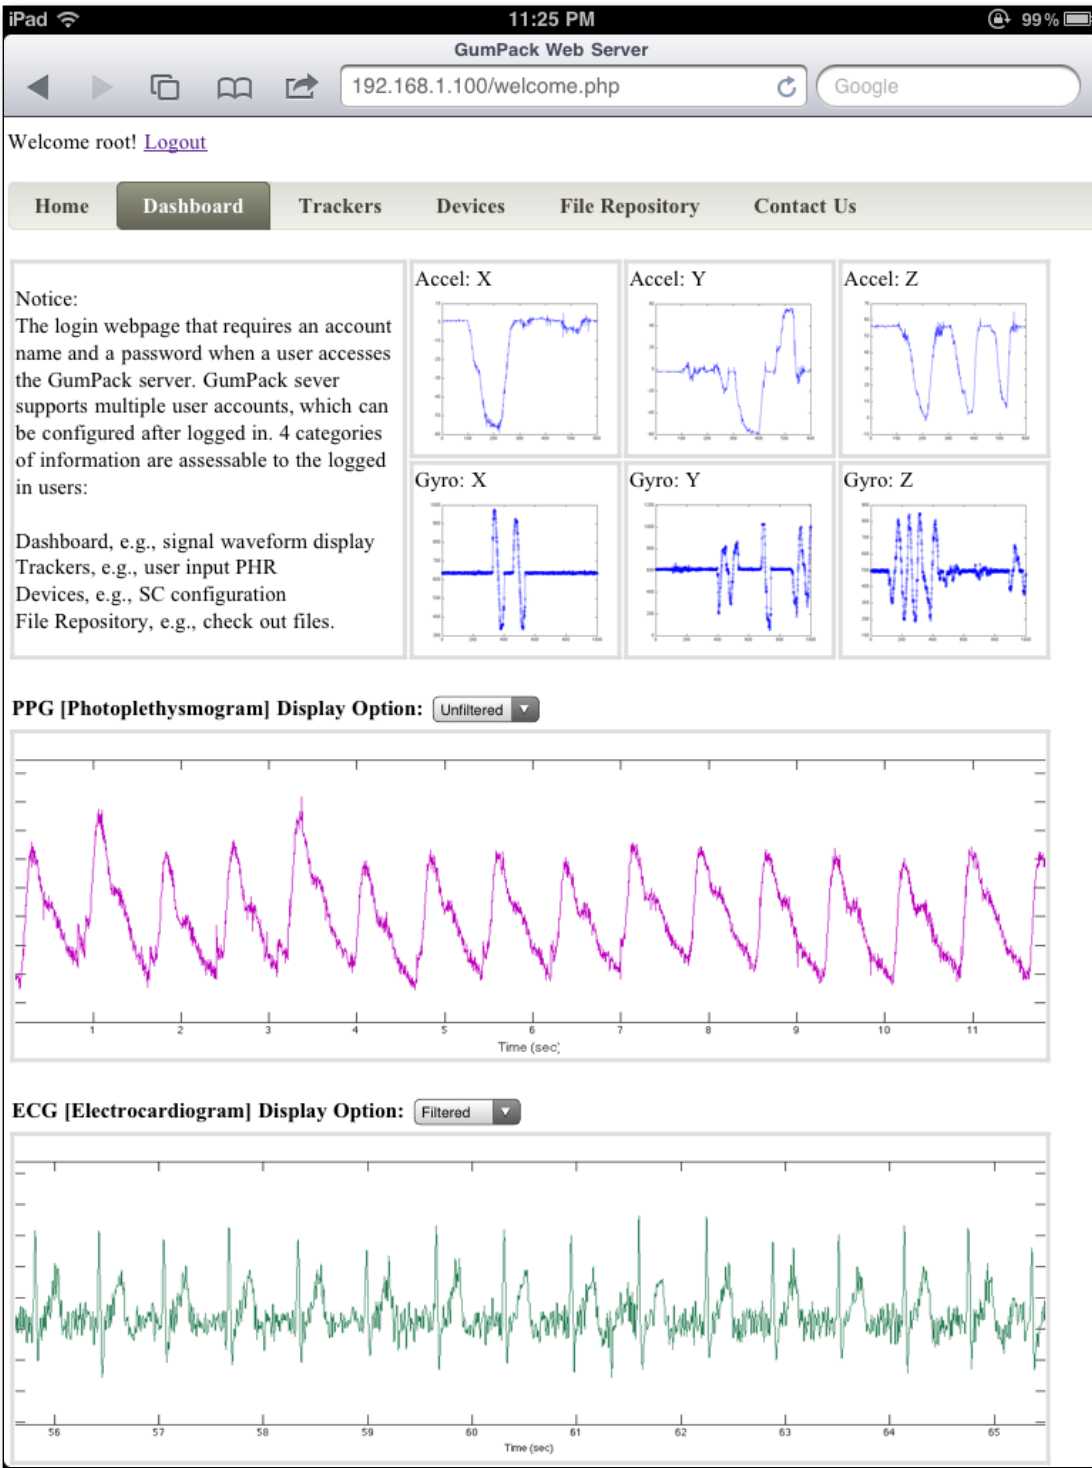 iPad 11:25 PM 99%
GumPack Web Server
192.168.1.100/welcome.php Google
Welcome root! Logout
Home Dashboard Trackers Devices File Repository Contact Us
Notice:
The login webpage that requires an account
name and a password when a user accesses
the GumPack server. GumPack sever
supports multiple user accounts, which can
be configured after logged in. 4 categories
of information are assessable to the logged
in users:
Dashboard, e.g., signal waveform display
Trackers, e.g., user input PHR
Devices, e.g., SC configuration
File Repository, e.g., check out files.
Accel: X
Accel: Y
Accel: Z
Gyro: X
Gyro: Y
Gyro: Z
PPG [Photoplethysmogram] Display Option: Unfiltered
1 2 3 4 5 6 7 8 9 10 11
Time (sec)
ECG [Electrocardiogram] Display Option: Filtered
56 57 58 59 60 61 62 63 64 65
Time (sec)